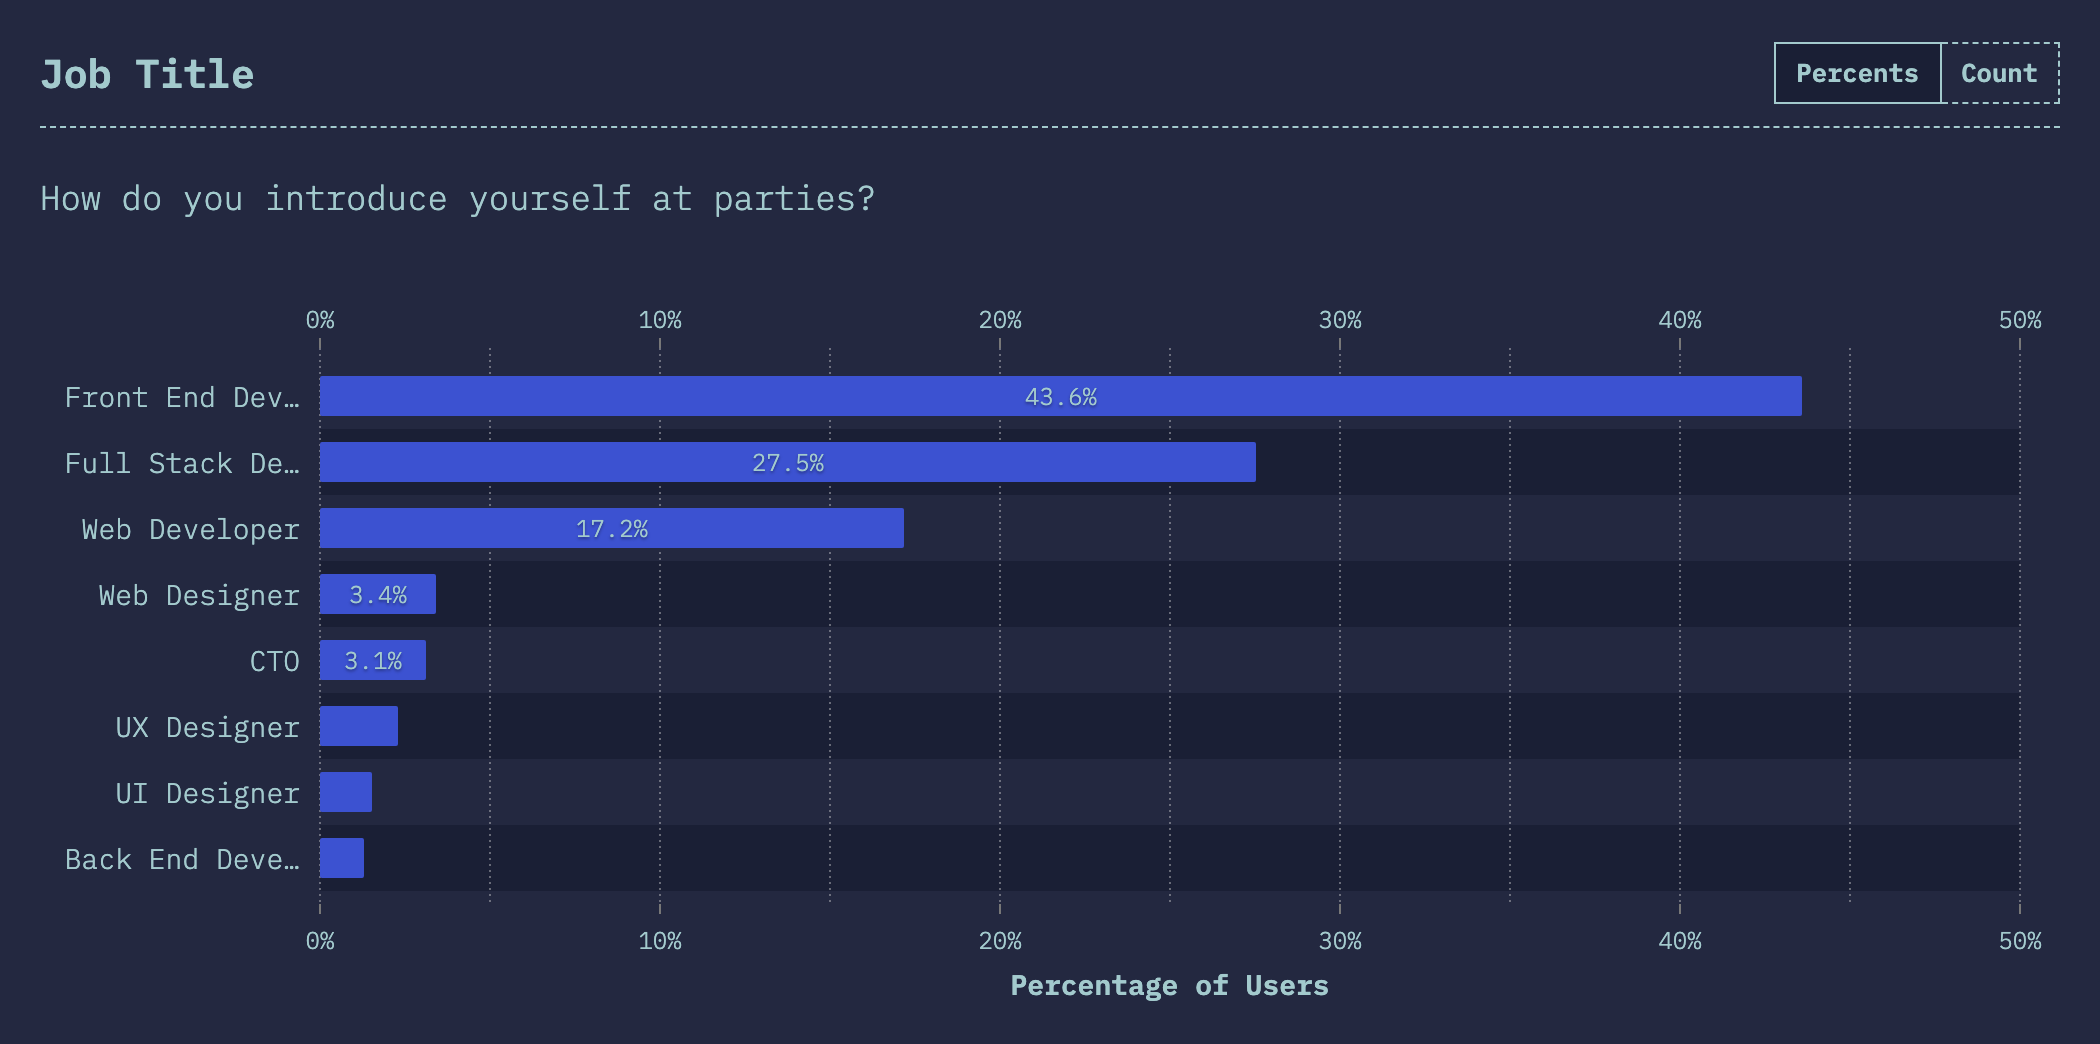 Job Title
Percents Count
How do you introduce yourself at parties?
0% 10% 20% 30% 40% 50%
Front End Dev… 43.6%
Full Stack De… 27.5%
Web Developer 17.2%
Web Designer 3.4%
CTO 3.1%
UX Designer
UI Designer
Back End Deve…
0% 10% 20% 30% 40% 50%
Percentage of Users